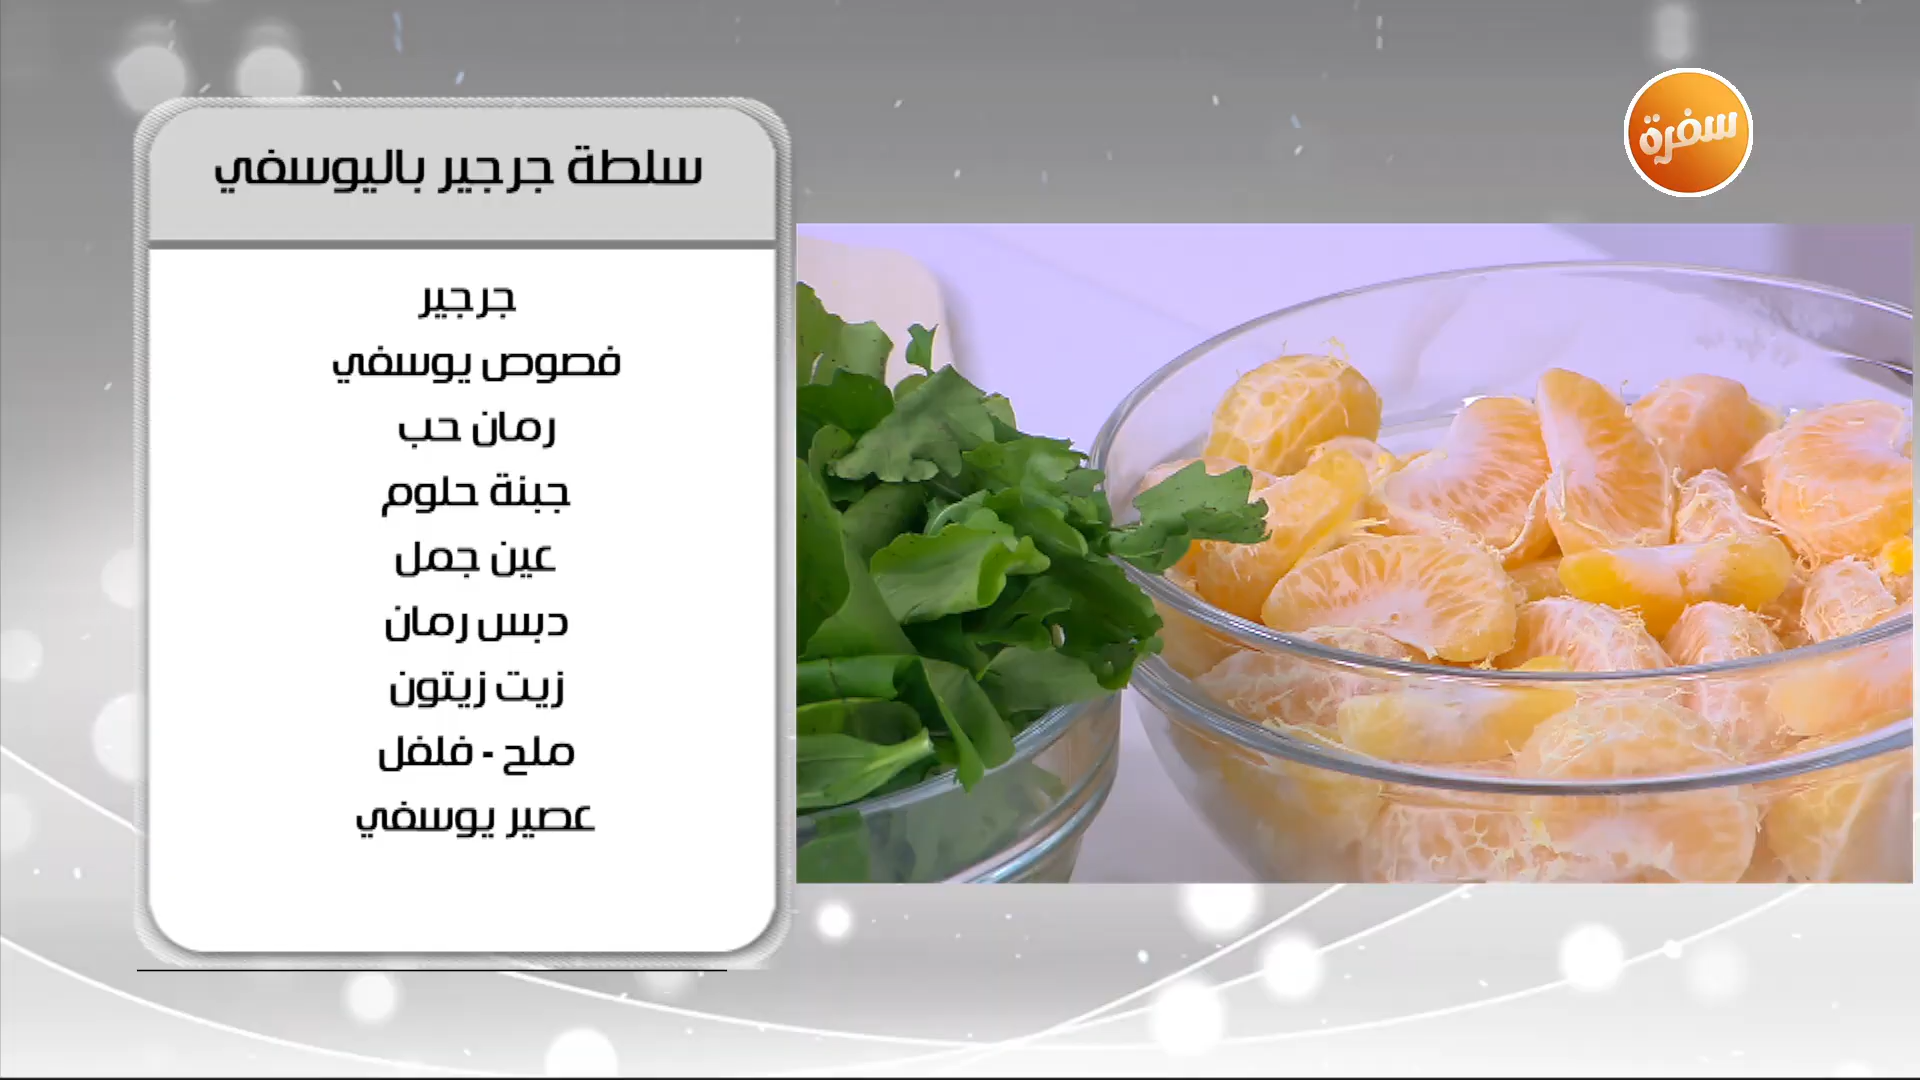 سفرة
سلطة جرجير باليوسفي
جرجير
فصوص يوسفي
رمان حب
جبنة حلوم
عين جمل
دبس رمان
زيت زيتون
ملح - فلفل
عصير يوسفي